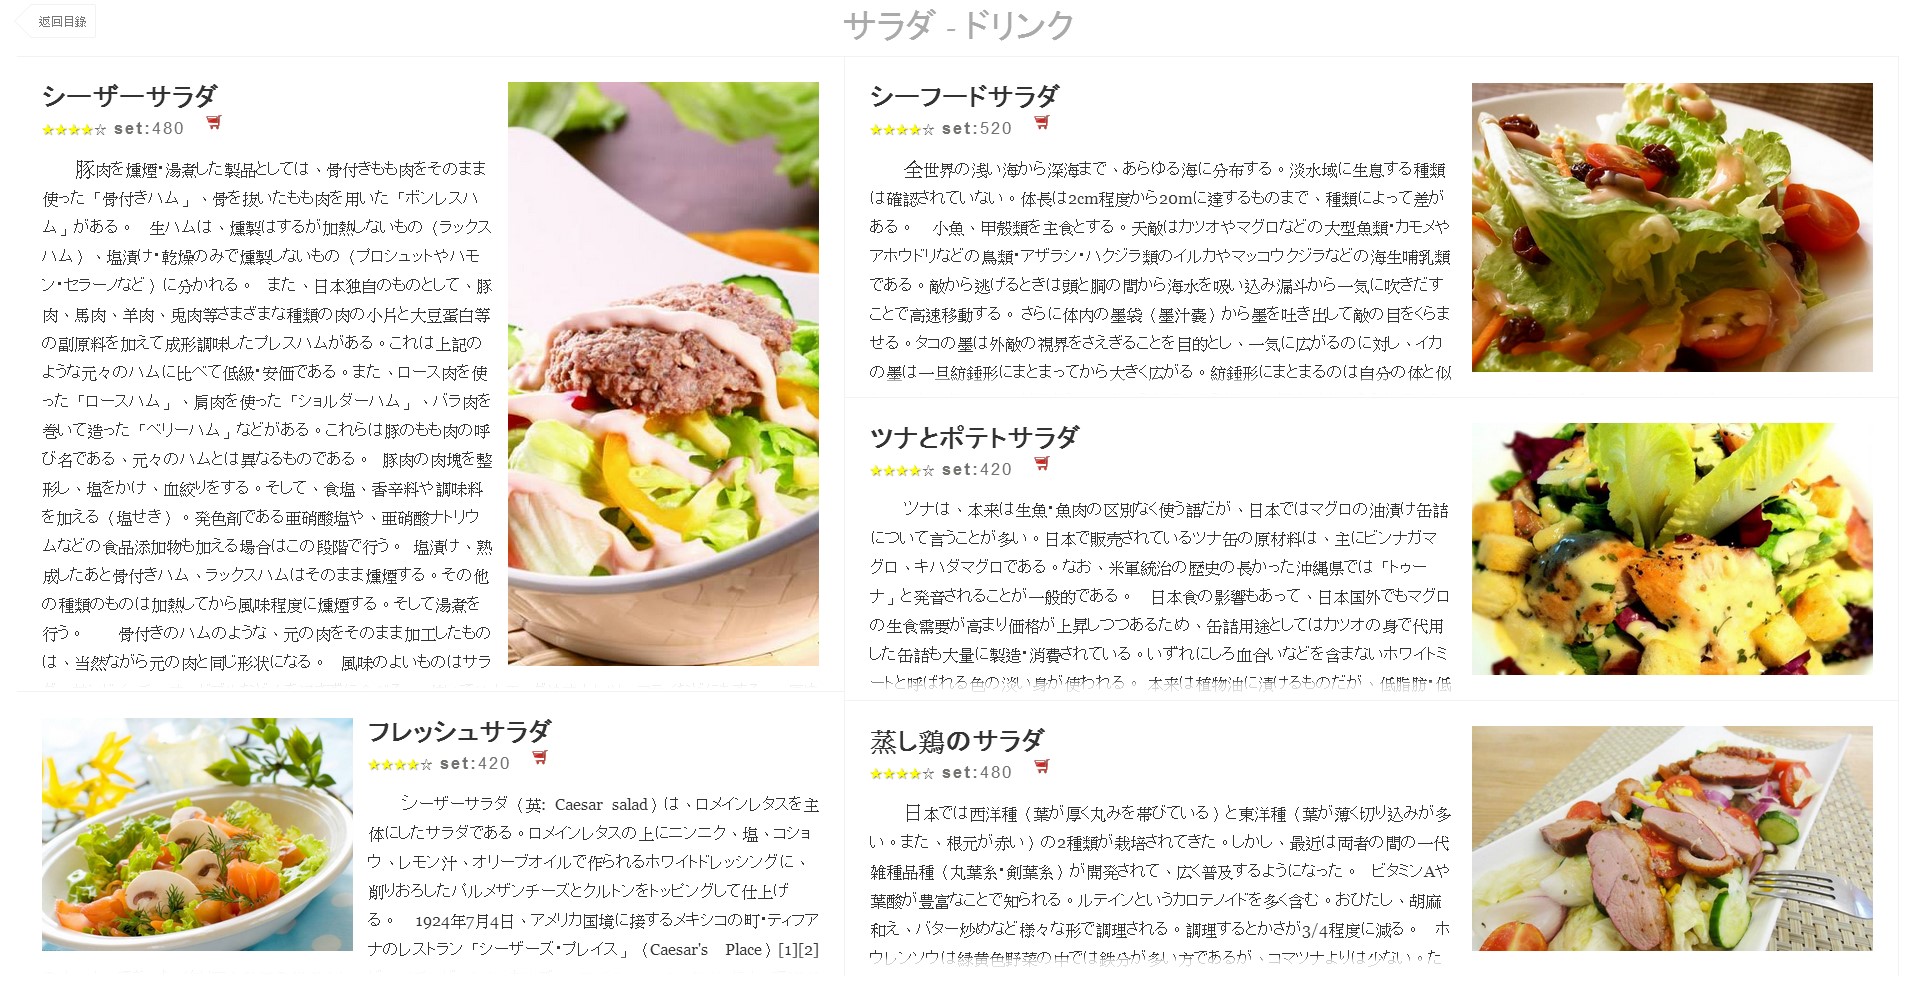 返回目錄
サラダ - ドリンク
シーザーサラダ
★★★★☆ set:480
豚肉を燻煙・湯煮した製品としては、骨付きもも肉をそのまま
使った「骨付きハム」、骨を抜いたもも肉を用いた「ボンレスハ
ム」がある。 生ハムは、燻製はするが加熱しないもの（ラックス
ハム）、塩漬け・乾燥のみで燻製しないもの（プロシュットやハモ
ン・セラーノなど）に分かれる。 また、日本独自のものとして、豚
肉、馬肉、羊肉、兎肉等さまざまな種類の肉の小片と大豆蛋白等
の副原料を加えて成形調味したプレスハムがある。これは上記の
ような元々のハムに比べて低級・安価である。また、ロース肉を使
った「ロースハム」、肩肉を使った「ショルダーハム」、バラ肉を
巻いて造った「ベリーハム」などがある。これらは豚のもも肉の呼
び名である、元々のハムとは異なるものである。 豚肉の肉塊を整
形し、塩をかけ、血絞りをする。そして、食塩、香辛料や調味料
を加える（塩せき）。発色剤である亜硝酸塩や、亜硝酸ナトリウ
ムなどの食品添加物も加える場合はこの段階で行う。 塩漬け、熟
成したあと骨付きハム、ラックスハムはそのまま燻煙する。その他
の種類のものは加熱してから風味程度に燻煙する。そして湯煮を
行う。 骨付きのハムのような、元の肉をそのまま加工したもの
は、当然ながら元の肉と同じ形状になる。 風味のよいものはサラ
フレッシュサラダ
★★★★☆ set:420
シーザーサラダ（英: Caesar salad）は、ロメインレタスを主
体にしたサラダである。ロメインレタスの上にニンニク、塩、コショ
ウ、レモン汁、オリーブオイルで作られるホワイトドレッシングに、
削りおろしたパルメザンチーズとクルトンをトッピングして仕上げ
る。 1924年7月4日、アメリカ国境に接するメキシコの町・ティフア
ナのレストラン「シーザーズ・プレイス」（Caesar's Place）[1][2]
シーフードサラダ
★★★★☆ set:520
全世界の浅い海から深海まで、あらゆる海に分布する。淡水域に生息する種類
は確認されていない。体長は2cm程度から20mに達するものまで、種類によって差が
ある。 小魚、甲殻類を主食とする。天敵はカツオやマグロなどの大型魚類・カモメや
アホウドリなどの鳥類・アザラシ・ハクジラ類のイルカやマッコウクジラなどの海生哺乳類
である。敵から逃げるときは頭と胴の間から海水を吸い込み漏斗から一気に吹きだす
ことで高速移動する。さらに体内の墨袋（墨汁嚢）から墨を吐き出して敵の目をくらま
せる。タコの墨は外敵の視界をさえぎることを目的とし、一気に広がるのに対し、イカ
の墨は一旦紡錘形にまとまってから大きく広がる。紡錘形にまとまるのは自分の体と似
ツナとポテトサラダ
★★★★☆ set:420
ツナは、本来は生魚・魚肉の区別なく使う語だが、日本ではマグロの油漬け缶詰
について言うことが多い。日本で販売されているツナ缶の原材料は、主にビンナガマ
グロ、キハダマグロである。なお、米軍統治の歴史の長かった沖縄県では「トゥー
ナ」と発音されることが一般的である。 日本食の影響もあって、日本国外でもマグロ
の生食需要が高まり価格が上昇しつつあるため、缶詰用途としてはカツオの身で代用
した缶詰も大量に製造・消費されている。いずれにしろ血合いなどを含まないホワイトミ
ートと呼ばれる色の淡い身が使われる。 本来は植物油に漬けるものだが、低脂肪・低
蒸し鶏のサラダ
★★★★☆ set:480
日本では西洋種（葉が厚く丸みを帯びている）と東洋種（葉が薄く切り込みが多
い。また、根元が赤い）の2種類が栽培されてきた。しかし、最近は両者の間の一代
雑種品種（丸葉系・剣葉系）が開発されて、広く普及するようになった。 ビタミンAや
葉酸が豊富なことで知られる。ルテインというカロテノイドを多く含む。おひたし、胡麻
和え、バター炒めなど様々な形で調理される。調理するとかさが3/4程度に減る。 ホ
ウレンソウは緑黄色野菜の中では鉄分が多い方であるが、コマツナよりは少ない。た